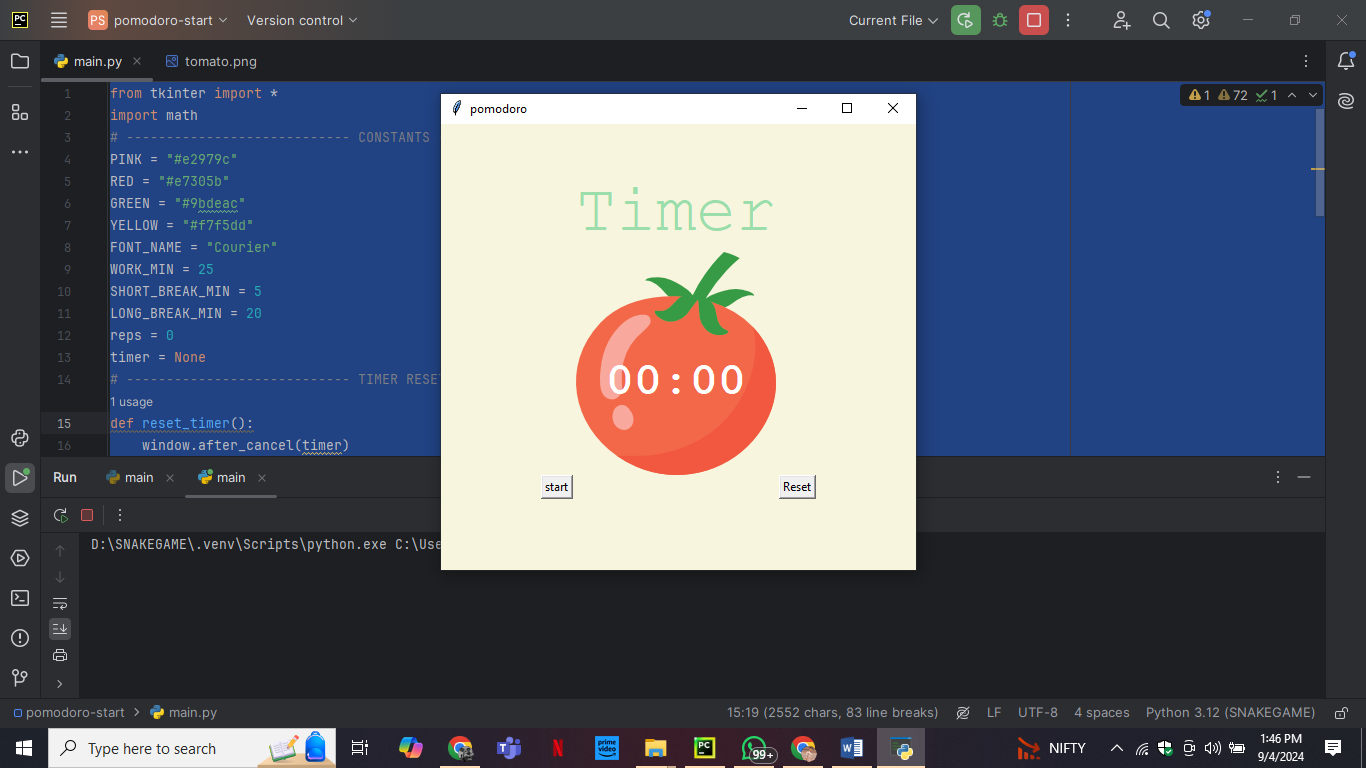 PC
PS pomodoro-start
Version control
Current File
main.py
tomato.png
1 from tkinter import *
2 import math
3 # ---------------------------- CONSTANTS
4 PINK = "#e2979c"
5 RED = "#e7305b"
6 GREEN = "#9bdeac"
7 YELLOW = "#f7f5dd"
8 FONT_NAME = "Courier"
9 WORK_MIN = 25
10 SHORT_BREAK_MIN = 5
11 LONG_BREAK_MIN = 20
12 reps = 0
13 timer = None
14 # ---------------------------- TIMER RESET
1 usage
15 def reset_timer():
16 window.after_cancel(timer)
1 72 1
pomodoro
Timer
00:00
start
Reset
Run main main
D:\SNAKEGAME\.venv\Scripts\python.exe C:\Use
pomodoro-start > main.py
15:19 (2552 chars, 83 line breaks) LF UTF-8 4 spaces Python 3.12 (SNAKEGAME)
Type here to search
N
prime video
PC
99+
W
NIFTY
1:46 PM
9/4/2024